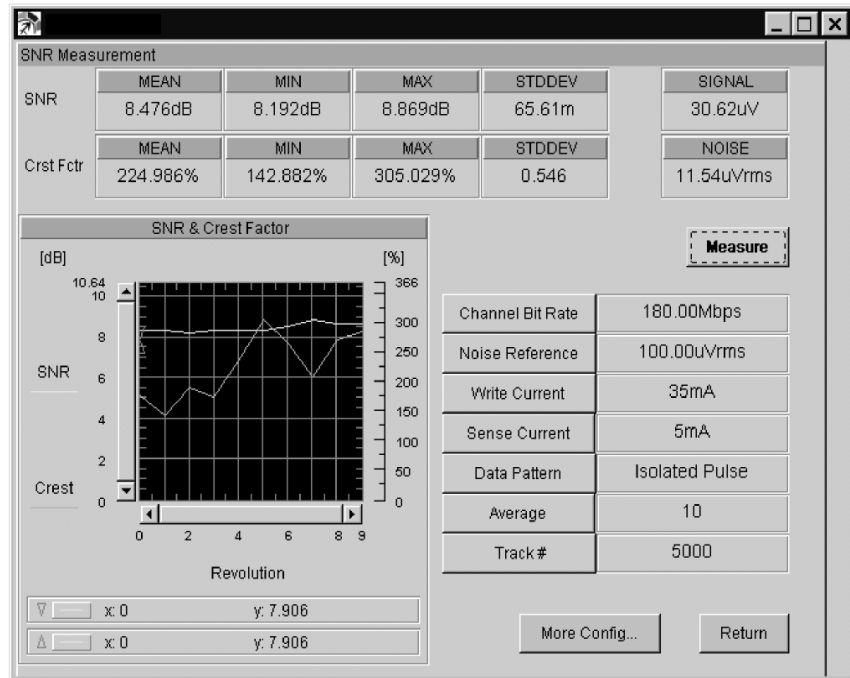 SNR Measurement
MEAN MIN MAX STDDEV SIGNAL
SNR 8.476dB 8.192dB 8.869dB 65.61m 30.62uV
MEAN MIN MAX STDDEV NOISE
Crst Fctr 224.986% 142.882% 305.029% 0.546 11.54uVrms
SNR & Crest Factor
[dB] [%]
Measure
10.64 366
10
300
8
250
SNR
6 200
150
4
100
2
50
Crest
0 0
0 2 4 6 8 9
Revolution
x: 0 y: 7.906
x: 0 y: 7.906
Channel Bit Rate 180.00Mbps
Noise Reference 100.00uVrms
Write Current 35mA
Sense Current 5mA
Data Pattern Isolated Pulse
Average 10
Track # 5000
More Config... Return